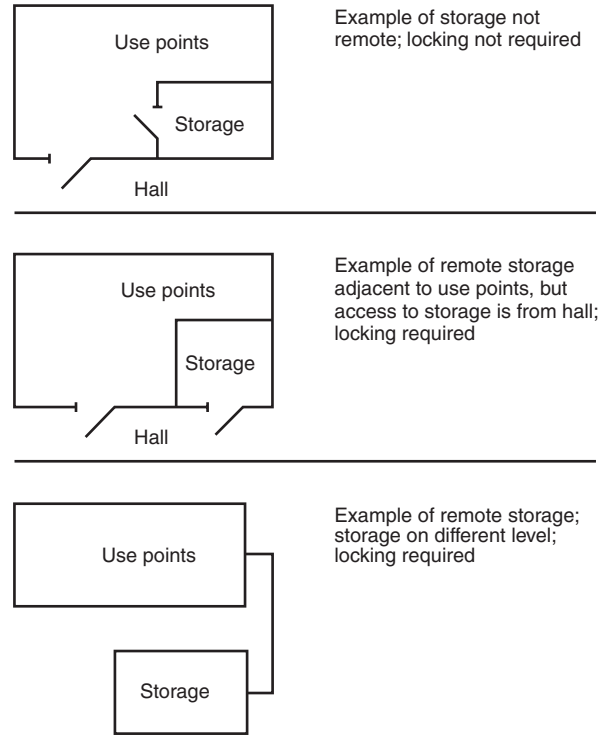 Use points
Storage
Hall
Example of storage not
remote; locking not required
Use points
Storage
Hall
Example of remote storage
adjacent to use points, but
access to storage is from hall;
locking required
Use points
Storage
Example of remote storage;
storage on different level;
locking required